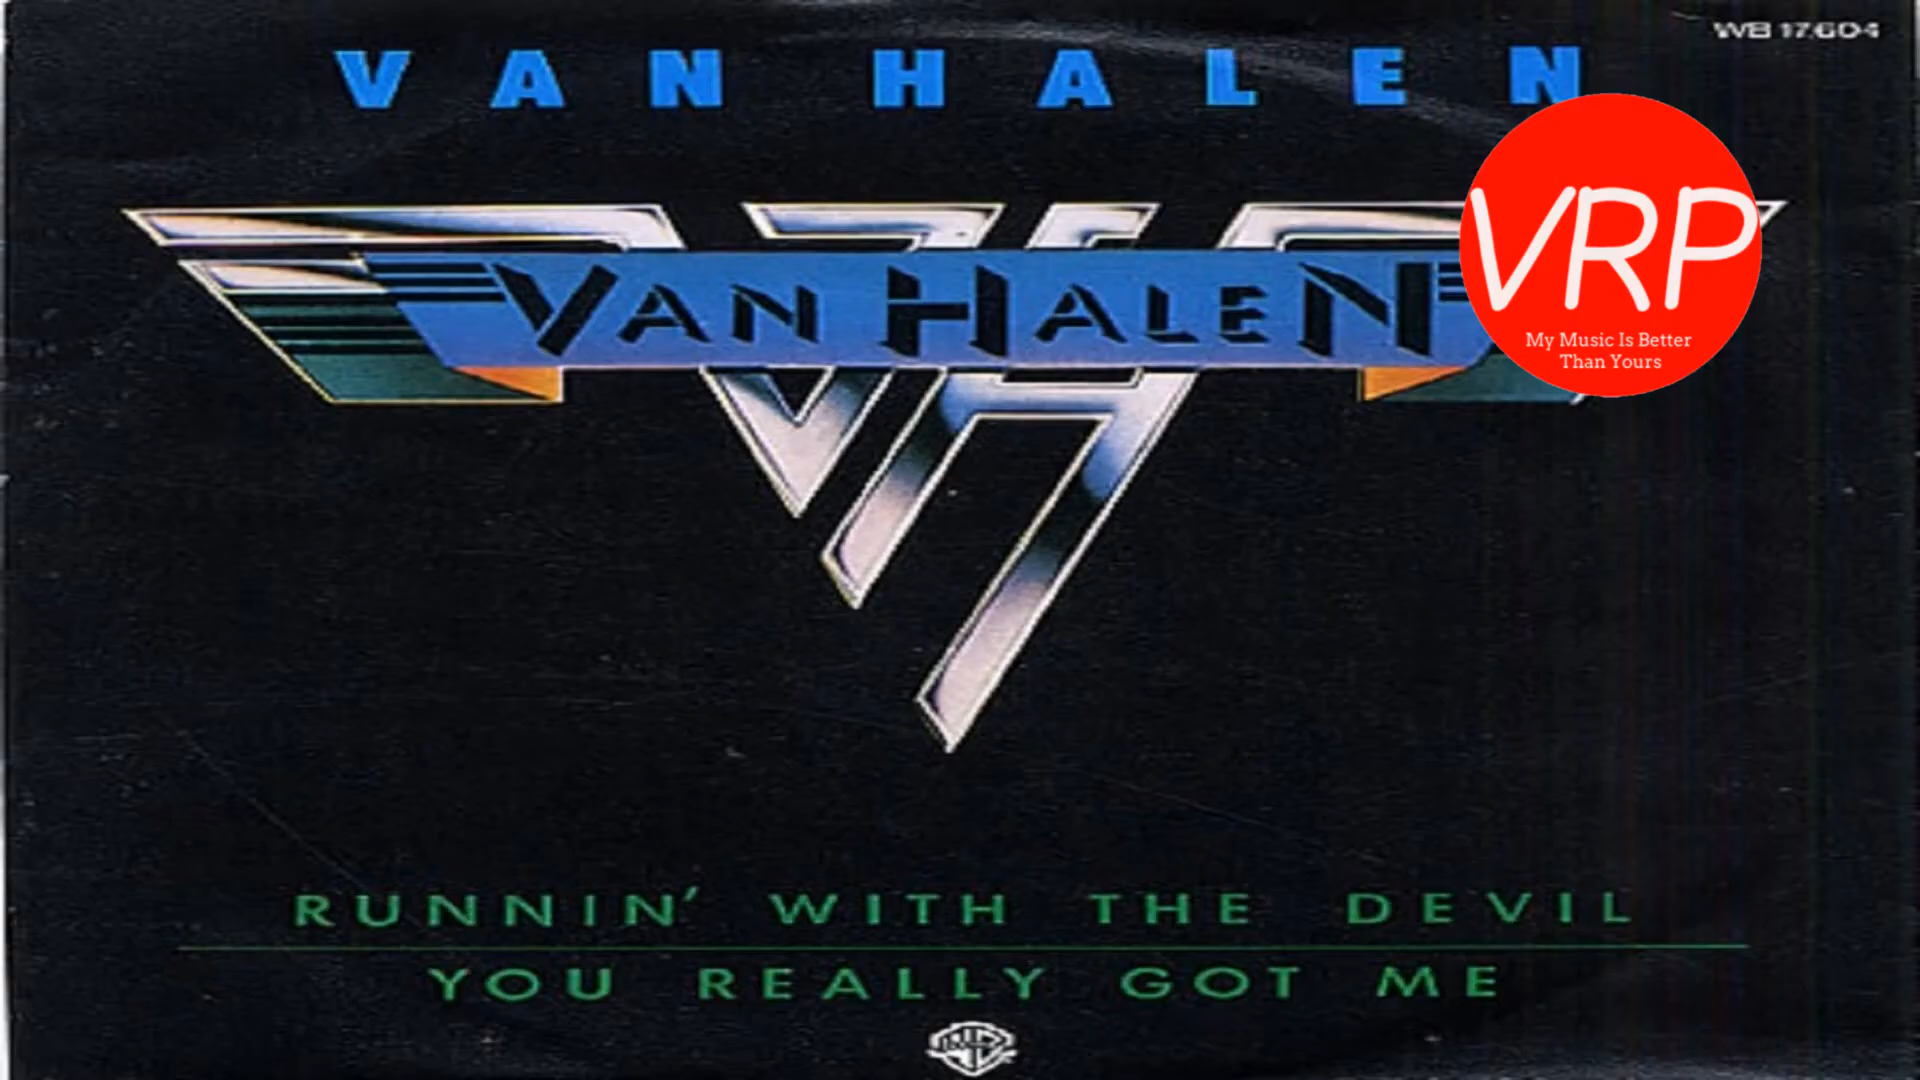 WB 17.604
VAN HALEN
VAN HALEN
VRP
My Music Is Better
Than Yours
RUNNIN' WITH THE DEVIL
YOU REALLY GOT ME